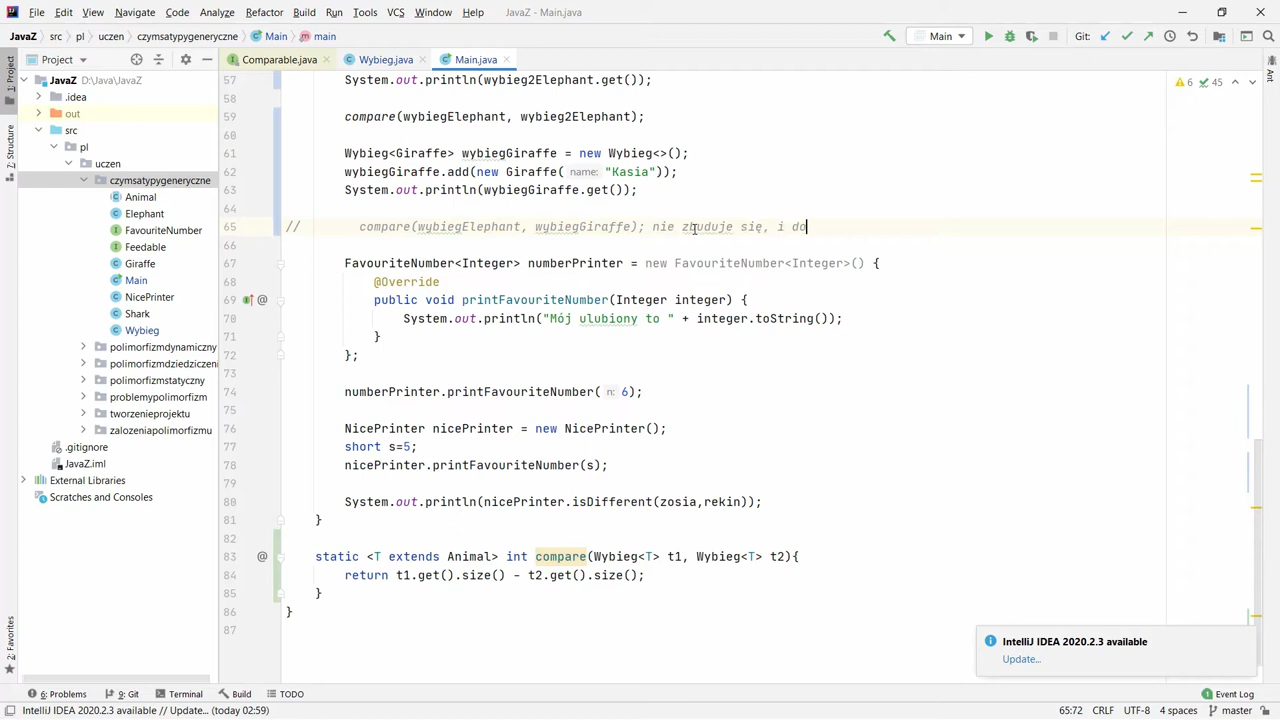 File Edit View Navigate Code Analyze Refactor Build Run Tools VCS Window Help JavaZ - Main.java
JavaZ src pl uczen czymsatypygeneryczne Main main Main Git:
Project Comparable.java Wybieg.java Main.java
JavaZ D:\Java\JavaZ
.idea
out
src
pl
uczen
czymsatypygeneryczne
Animal
Elephant
FavouriteNumber
Feedable
Giraffe
Main
NicePrinter
Shark
Wybieg
polimorfizmdynamiczny
polimorfizmdziedziczeni
polimorfizmstatyczny
problemypolimorfizm
tworzenieprojektu
zalozeniapolimorfizmu
.gitignore
JavaZ.iml
External Libraries
Scratches and Consoles
1: Project
7: Structure
2: Favorites
Ant
6 45
57 System.out.println(wybieg2Elephant.get());
58
59 compare(wybiegElephant, wybieg2Elephant);
60
61 Wybieg<Giraffe> wybiegGiraffe = new Wybieg<>();
62 wybiegGiraffe.add(new Giraffe( name: "Kasia"));
63 System.out.println(wybiegGiraffe.get());
64
65 // compare(wybiegElephant, wybiegGiraffe); nie zbuduje się, i do
66
67 FavouriteNumber<Integer> numberPrinter = new FavouriteNumber<Integer>() {
68 @Override
69 @ public void printFavouriteNumber(Integer integer) {
70 System.out.println("Mój ulubiony to " + integer.toString());
71 }
72 };
73
74 numberPrinter.printFavouriteNumber( n: 6);
75
76 NicePrinter nicePrinter = new NicePrinter();
77 short s=5;
78 nicePrinter.printFavouriteNumber(s);
79
80 System.out.println(nicePrinter.isDifferent(zosia,rekin));
81 }
82
83 @ static <T extends Animal> int compare(Wybieg<T> t1, Wybieg<T> t2){
84 return t1.get().size() - t2.get().size();
85 }
86 }
87
IntelliJ IDEA 2020.2.3 available
Update...
6: Problems 9: Git Terminal Build TODO Event Log
IntelliJ IDEA 2020.2.3 available // Update... (today 02:59) 65:72 CRLF UTF-8 4 spaces master